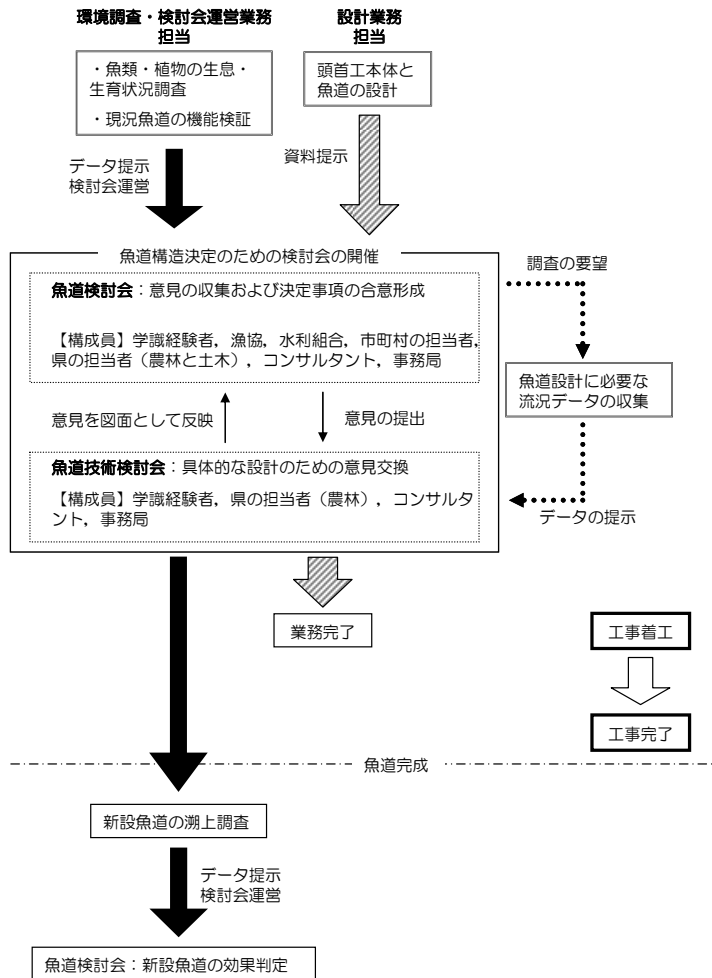 環境調査・検討会運営業務
担当
・魚類・植物の生息・
生育状況調査
・現況魚道の機能検証
設計業務
担当
頭首工本体と
魚道の設計
データ提示
検討会運営
資料提示
魚道構造決定のための検討会の開催
魚道検討会：意見の収集および決定事項の合意形成
【構成員】学識経験者，漁協，水利組合，市町村の担当者，
県の担当者（農林と土木），コンサルタント，事務局
意見を図面として反映
意見の提出
魚道技術検討会：具体的な設計のための意見交換
【構成員】学識経験者，県の担当者（農林），コンサルタ
ント，事務局
調査の要望
魚道設計に必要な
流況データの収集
データの提示
業務完了
工事着工
工事完了
魚道完成
新設魚道の溯上調査
データ提示
検討会運営
魚道検討会：新設魚道の効果判定